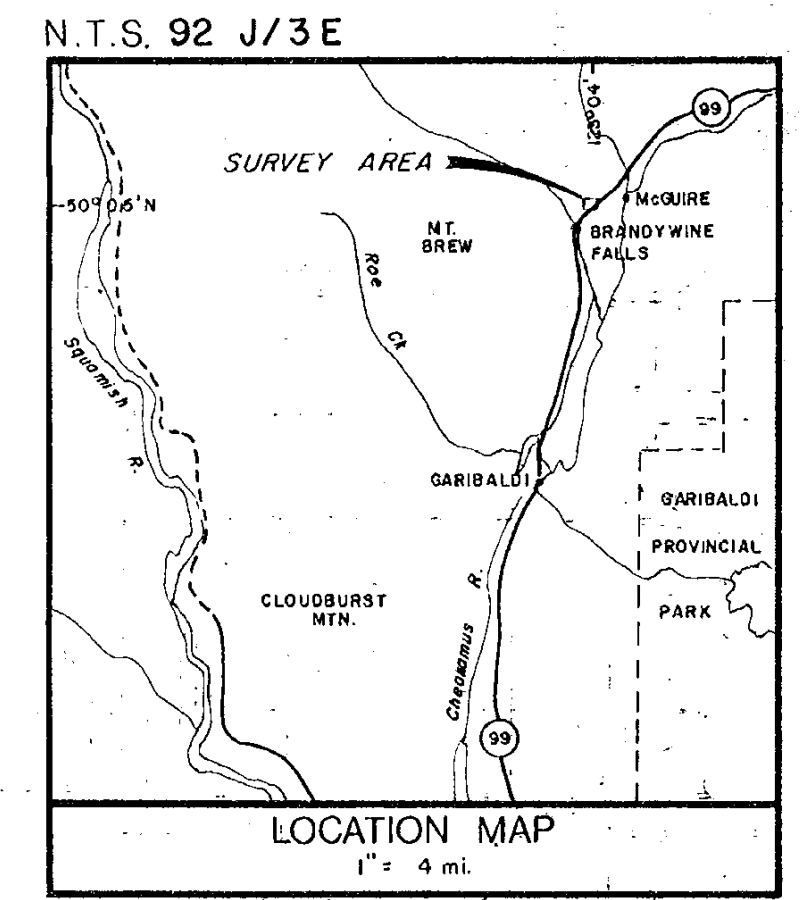 N.T.S. 92 J/3E
99
SURVEY AREA
50° 05'N
McGUIRE
MT.
BREW
BRANDYWINE
FALLS
Roe
Ck
Squamish
R.
GARIBALDI
GARIBALDI
PROVINCIAL
PARK
CLOUDBURST
MTN.
Cheakamus
R.
99
LOCATION MAP
1" = 4 mi.